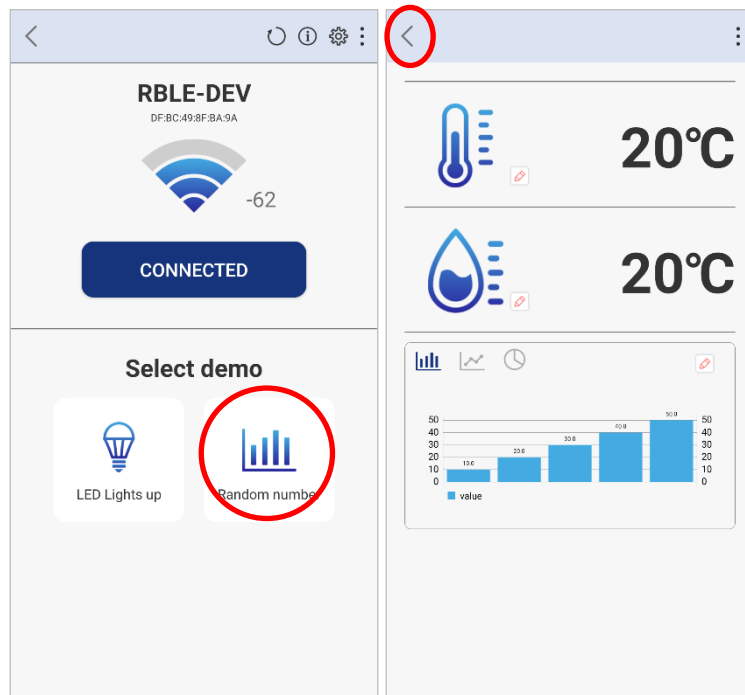 RBLE-DEV
DF:BC:49:8F:BA:9A
-62
CONNECTED
Select demo
LED Lights up
Random number
20℃
20℃
50
40
30
20
10
0
10.0
20.0
30.0
40.0
50.0
50
40
30
20
10
0
value